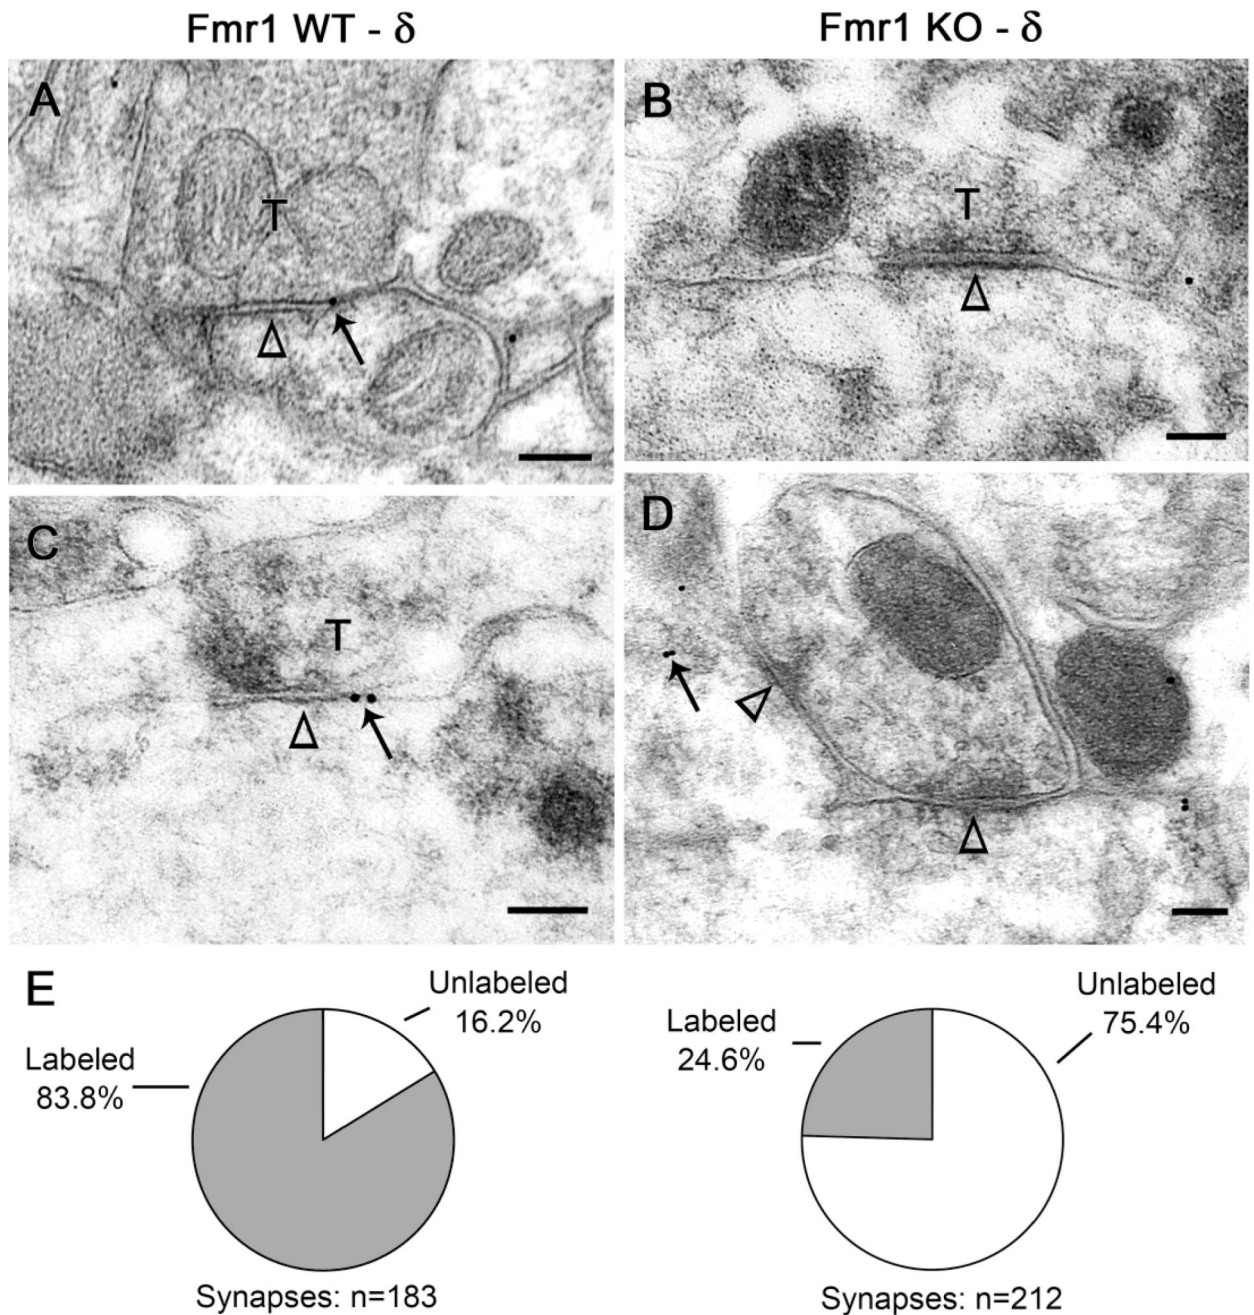 Fmr1 WT - δ
Fmr1 KO - δ
A
T
B
T
C
T
D
E
Labeled
83.8%
Unlabeled
16.2%
Synapses: n=183
Labeled
24.6%
Unlabeled
75.4%
Synapses: n=212